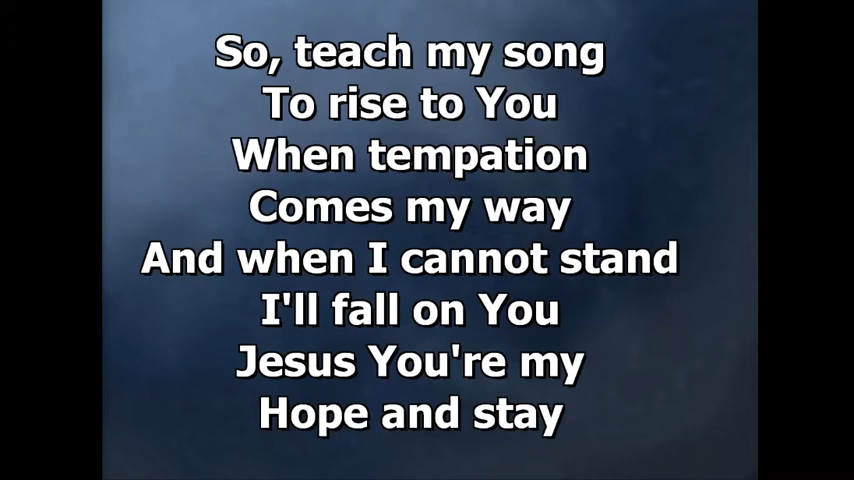 So, teach my song
To rise to You
When tempation
Comes my way
And when I cannot stand
I'll fall on You
Jesus You're my
Hope and stay